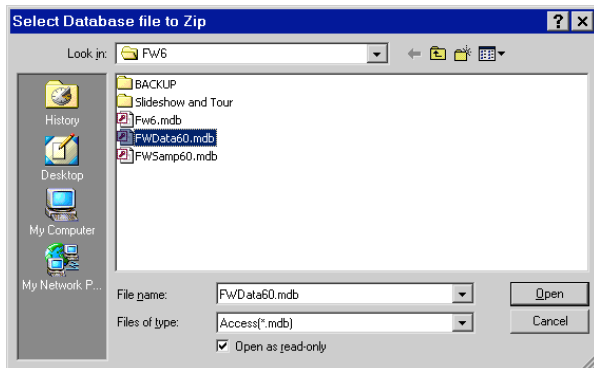 Select Database file to Zip
Look in: FW6
History
Desktop
My Computer
My Network P...
BACKUP
Slideshow and Tour
Fw6.mdb
FWData60.mdb
FWSamp60.mdb
File name: FWData60.mdb Open
Files of type: Access(*.mdb) Cancel
Open as read-only